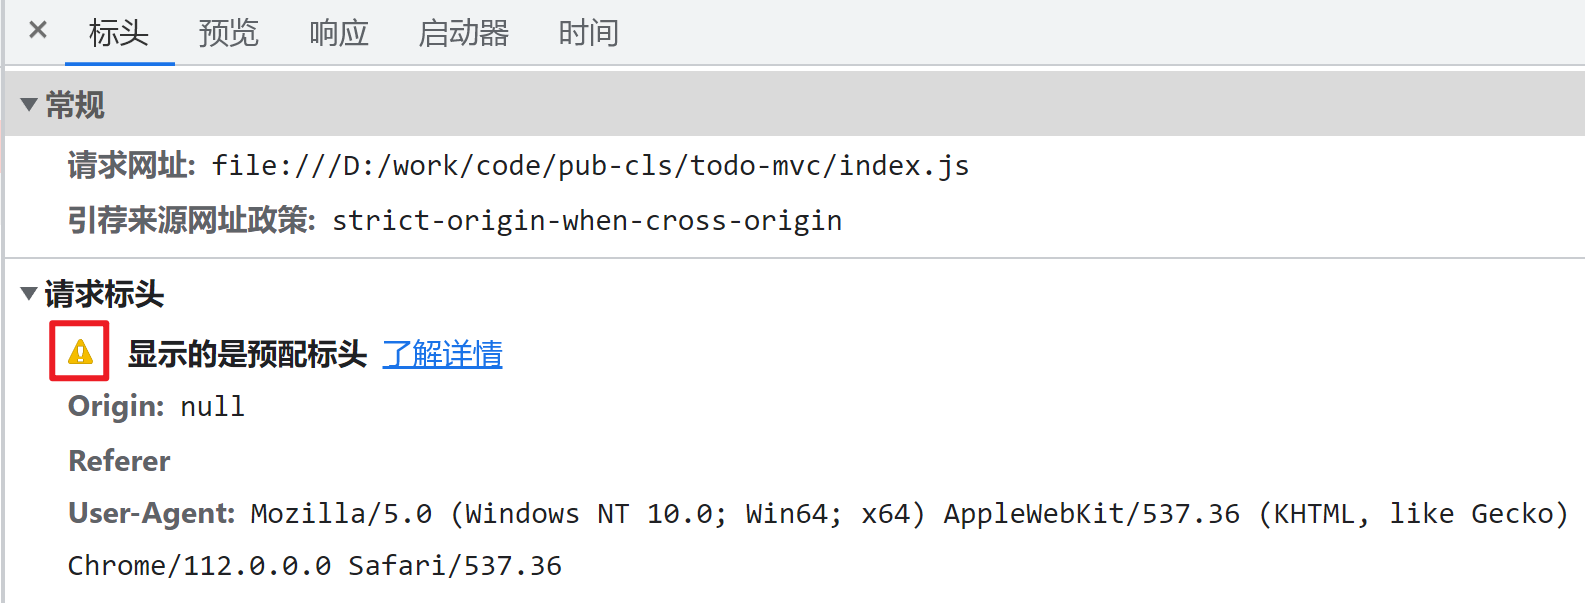 × 标头 预览 响应 启动器 时间
常规
请求网址: file:///D:/work/code/pub-cls/todo-mvc/index.js
引荐来源网址政策: strict-origin-when-cross-origin
请求标头
显示的是预配标头 了解详情
Origin: null
Referer
User-Agent: Mozilla/5.0 (Windows NT 10.0; Win64; x64) AppleWebKit/537.36 (KHTML, like Gecko)
Chrome/112.0.0.0 Safari/537.36